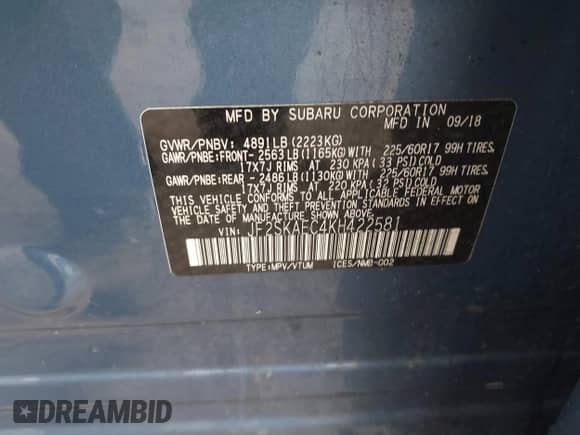 MFD BY SUBARU CORPORATION
MFD IN 09/18
GVWR/PNBV: 4891LB(2223KG)
GAWR/PNBE:FRONT- 2563LB(1165KG)WITH 225/60R17 99H TIRES,
17X7J RIMS AT 230 KPA(33 PSI)COLD
GAWR/PNBE:REAR -2486LB(1130KG)WITH 225/60R17 99H TIRES,
17X7J RIMS AT 220 KPA(32 PSI)COLD
THIS VEHICLE CONFORMS TO ALL APPLICABLE FEDERAL MOTOR
VEHICLE SAFETY AND THEFT PREVENTION STANDARDS IN EFFECT
ON THE DATE OF MANUFACTURE SHOWN ABOVE.
VIN: JF2SKAEC4KH422581
TYPE:MPV/VTUM ICES/NMB-002
DREAMBID